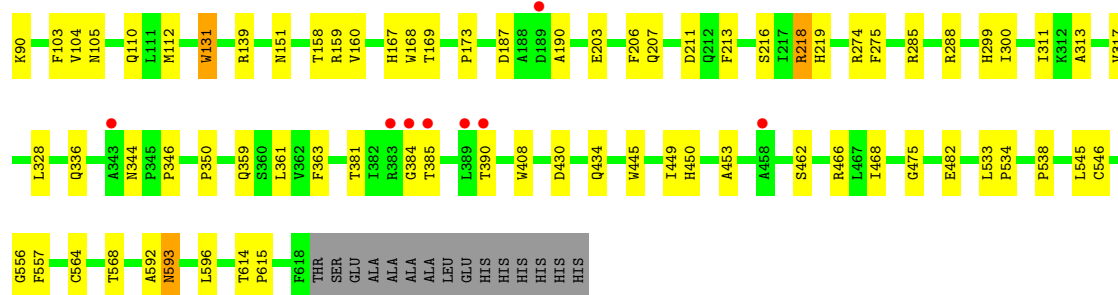 K90 F103 V104 N105 Q110 L111 M112 W131 R139 N151 T158 R159 V160 H167 W168 T169 P173 D187 A188 D189 A190 E203 F206 Q207 D211 Q212 F213 S216 I217 R218 H219 R274 F275 R285 R288 H299 I300 I311 K312 A313 V317
L328 Q336 A343 N344 P345 P346 P350 Q359 S360 L361 V362 F363 T381 I382 R383 G384 T385 L389 T390 W408 D430 Q434 W445 I449 H450 A453 A458 S462 R466 L467 I468 G475 E482 L533 P534 P538 L545 C546
G556 F557 C564 T568 A592 N593 L596 T614 P615 F618 THR SER GLU ALA ALA ALA ALA LEU GLU HIS HIS HIS HIS HIS HIS